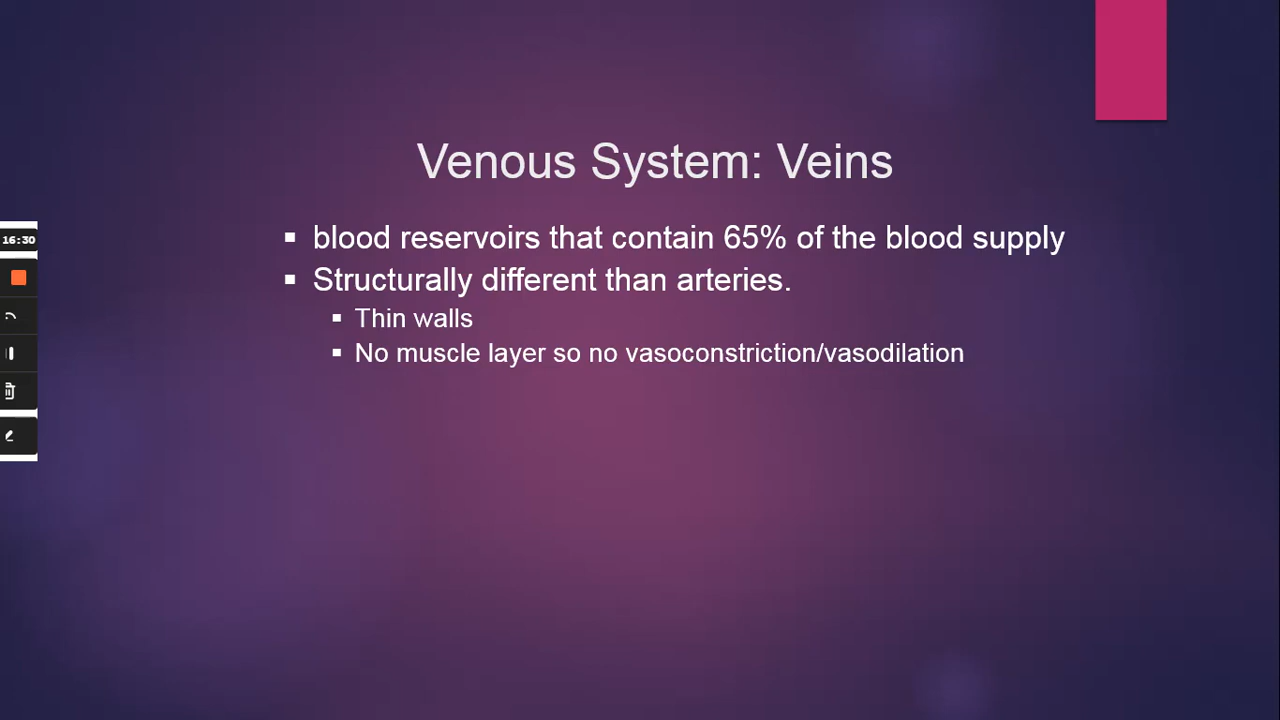 Venous System: Veins
▪ blood reservoirs that contain 65% of the blood supply
▪ Structurally different than arteries.
▪ Thin walls
▪ No muscle layer so no vasoconstriction/vasodilation
16:30